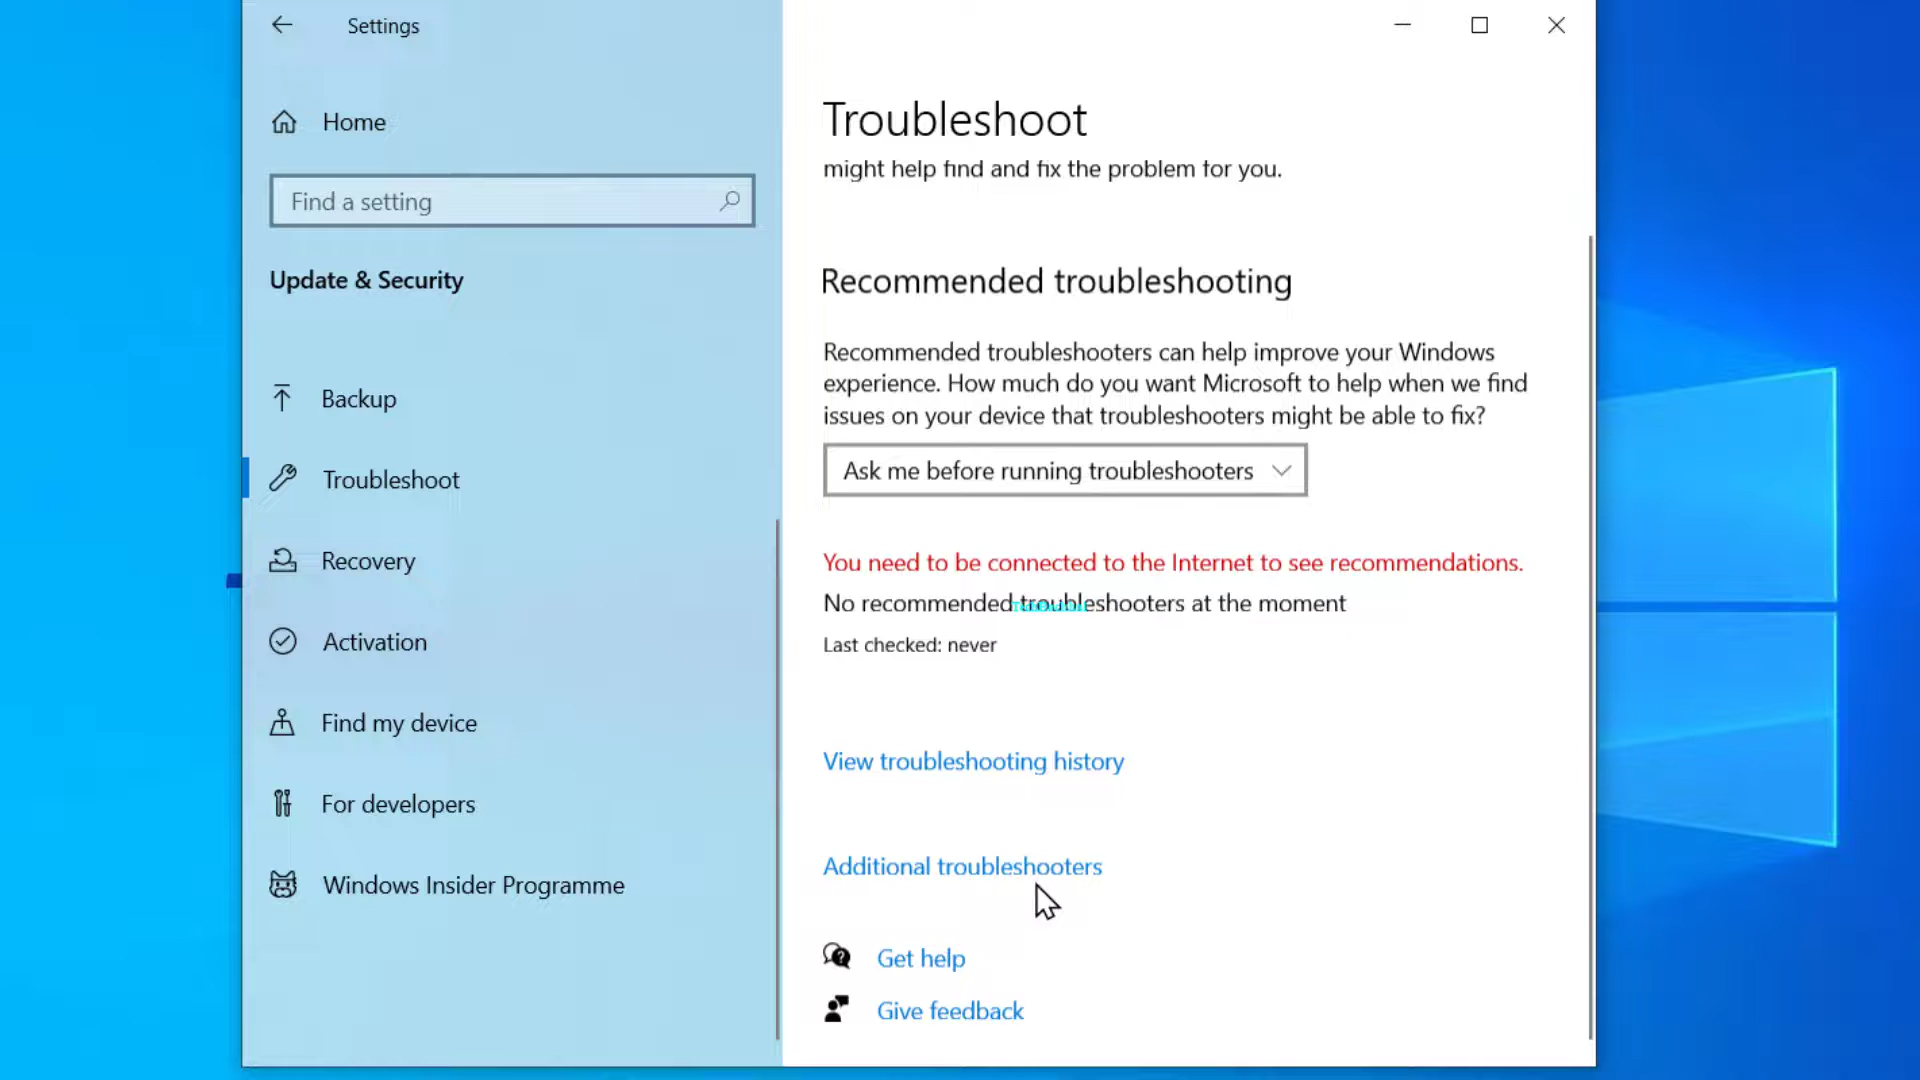 Settings
Home
Find a setting
Update & Security
Backup
Troubleshoot
Recovery
Activation
Find my device
For developers
Windows Insider Programme
Troubleshoot
might help find and fix the problem for you.
Recommended troubleshooting
Recommended troubleshooters can help improve your Windows
experience. How much do you want Microsoft to help when we find
issues on your device that troubleshooters might be able to fix?
Ask me before running troubleshooters
You need to be connected to the Internet to see recommendations.
No recommended troubleshooters at the moment
Last checked: never
View troubleshooting history
Additional troubleshooters
Get help
Give feedback